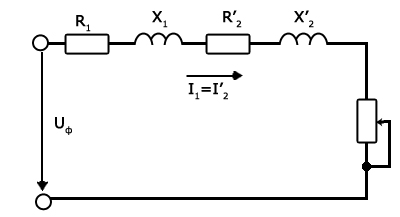 R₁ X₁ R′₂ X′₂
I₁=I′₂
Uф